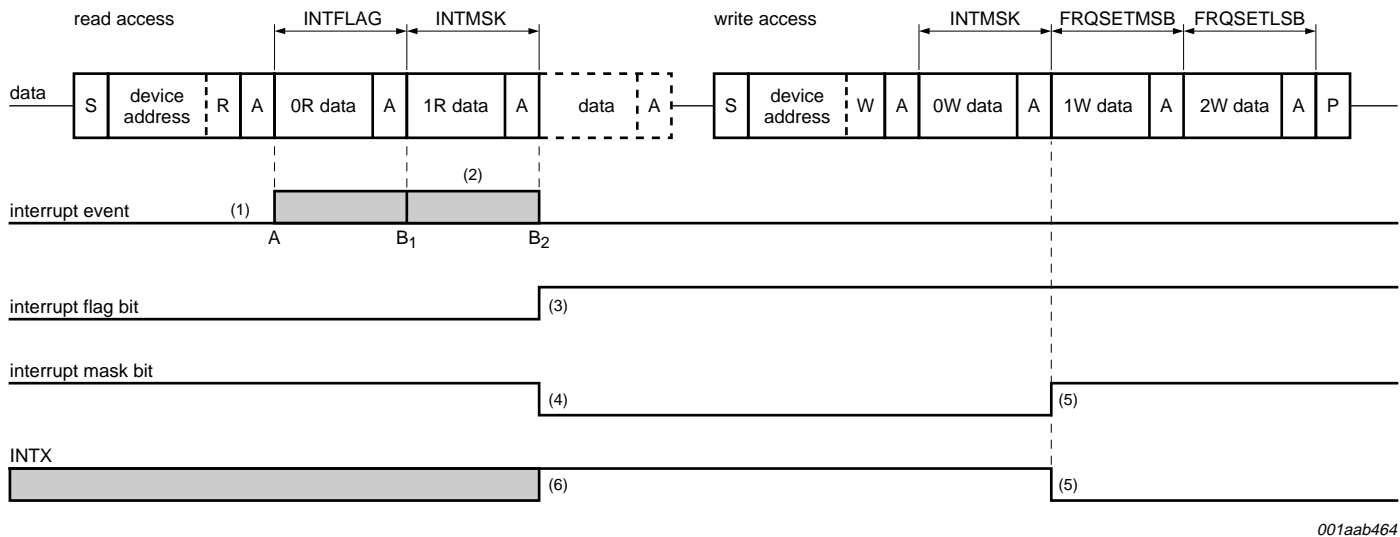 read access INTFLAG INTMSK write access INTMSK FRQSETMSB FRQSETLSB
data S device address R A 0R data A 1R data A data A S device address W A 0W data A 1W data A 2W data A P
(2)
interrupt event (1)
A B1 B2
interrupt flag bit (3)
interrupt mask bit
(4) (5)
INTX
(6) (5)
001aab464